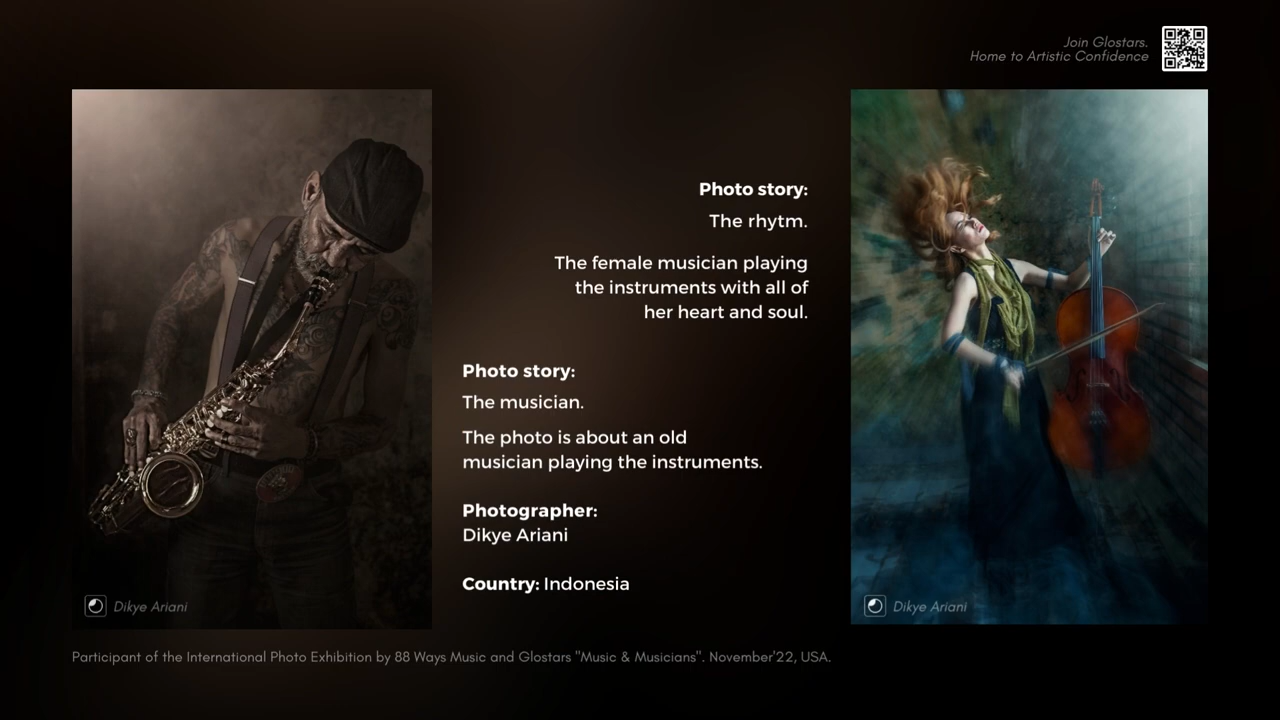 Join Glostars.
Home to Artistic Confidence
Photo story:
The rhytm.
The female musician playing
the instruments with all of
her heart and soul.
Photo story:
The musician.
The photo is about an old
musician playing the instruments.
Photographer:
Dikye Ariani
Country: Indonesia
Dikye Ariani
Dikye Ariani
Participant of the International Photo Exhibition by 88 Ways Music and Glostars "Music & Musicians". November'22, USA.